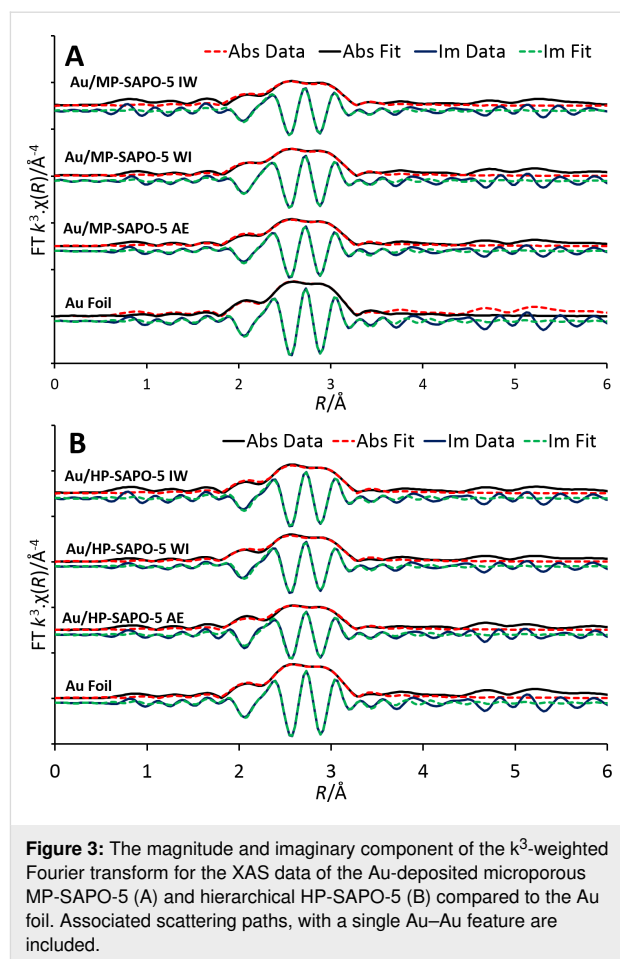 A
Abs Data Abs Fit Im Data Im Fit
Au/MP-SAPO-5 IW
Au/MP-SAPO-5 WI
Au/MP-SAPO-5 AE
Au Foil
FT k³.χ(R)/Å⁻⁴
0 1 2 3 4 5 6
R/Å
B
Abs Data Abs Fit Im Data Im Fit
Au/HP-SAPO-5 IW
Au/HP-SAPO-5 WI
Au/HP-SAPO-5 AE
Au Foil
FT k³.χ(R)/Å⁻⁴
0 1 2 3 4 5 6
R/Å
Figure 3: The magnitude and imaginary component of the k³-weighted
Fourier transform for the XAS data of the Au-deposited microporous
MP-SAPO-5 (A) and hierarchical HP-SAPO-5 (B) compared to the Au
foil. Associated scattering paths, with a single Au–Au feature are
included.